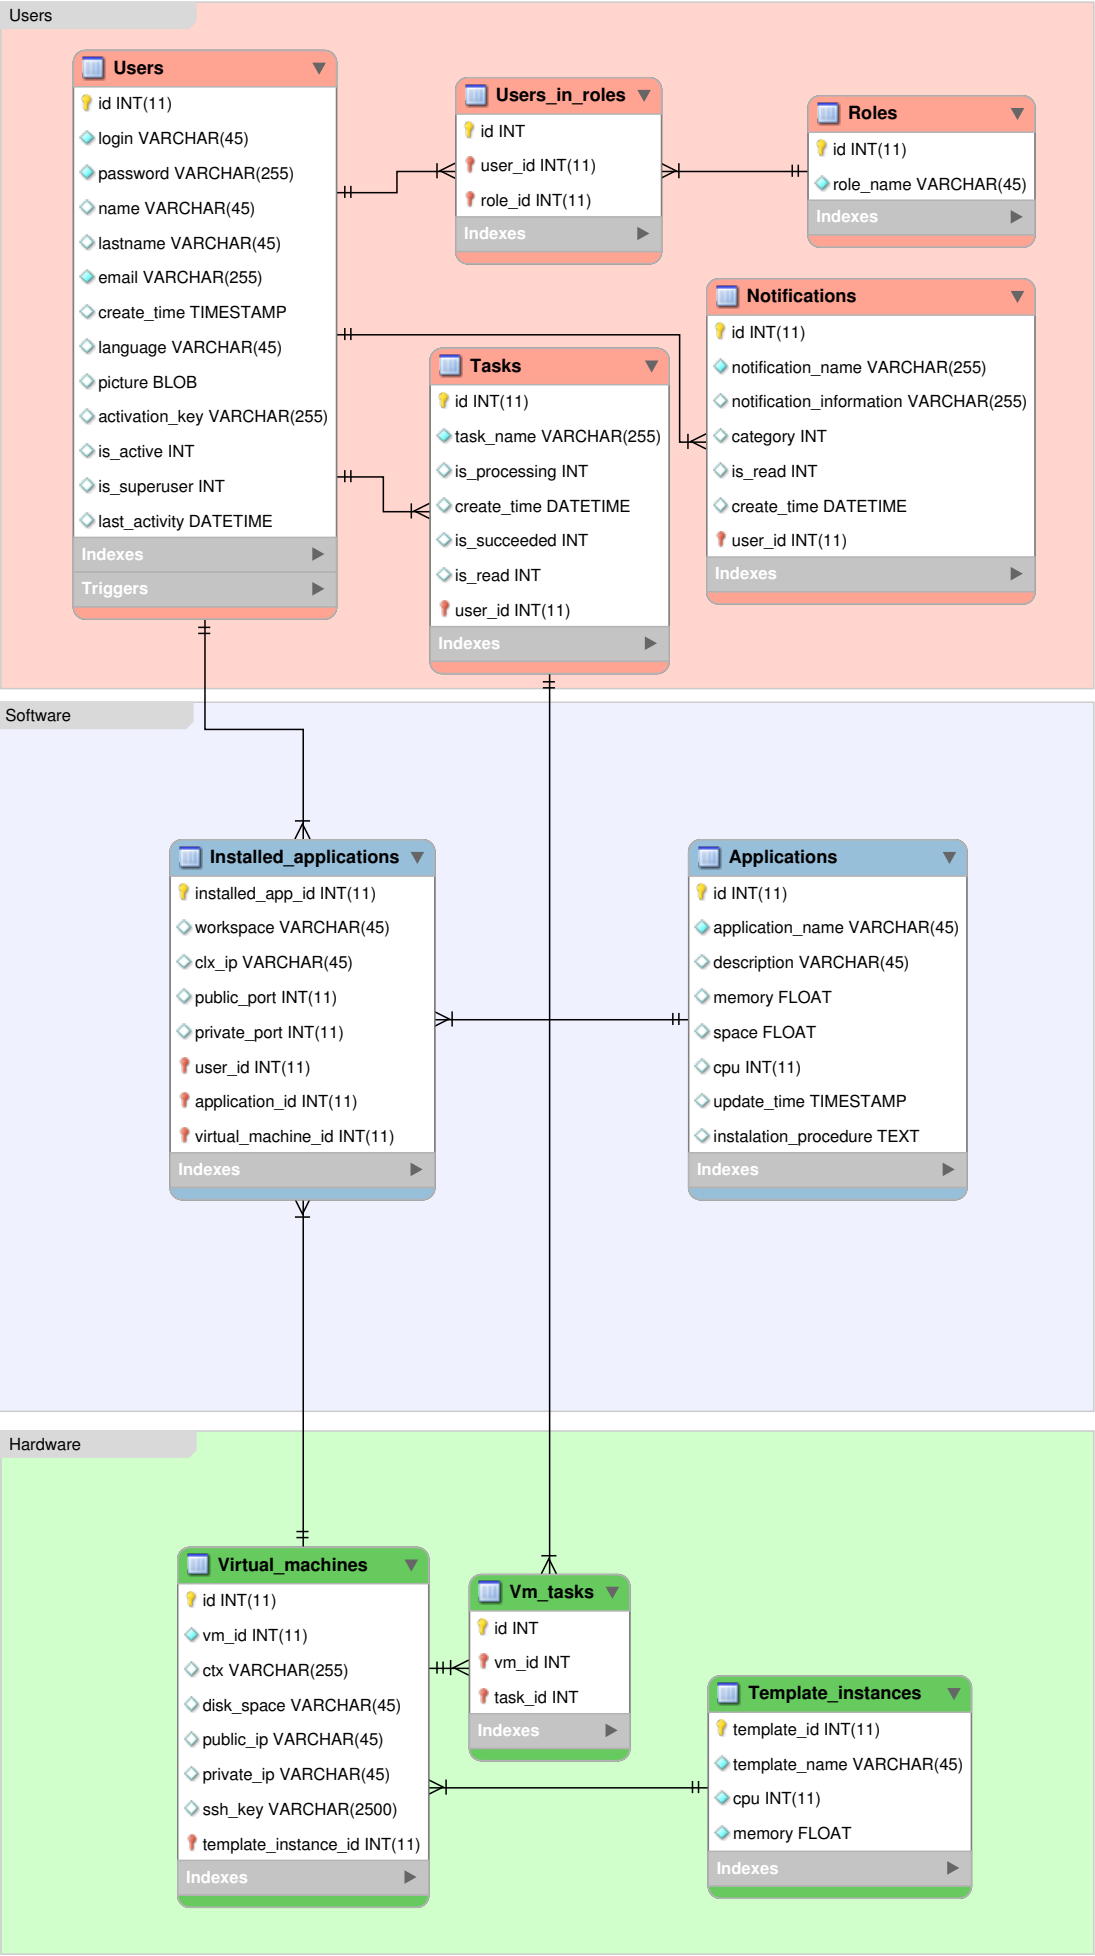 Users
Users
id INT(11)
login VARCHAR(45)
password VARCHAR(255)
name VARCHAR(45)
lastname VARCHAR(45)
email VARCHAR(255)
create_time TIMESTAMP
language VARCHAR(45)
picture BLOB
activation_key VARCHAR(255)
is_active INT
is_superuser INT
last_activity DATETIME
Indexes
Triggers
Users_in_roles
id INT
user_id INT(11)
role_id INT(11)
Indexes
Roles
id INT(11)
role_name VARCHAR(45)
Indexes
Notifications
id INT(11)
notification_name VARCHAR(255)
notification_information VARCHAR(255)
category INT
is_read INT
create_time DATETIME
user_id INT(11)
Indexes
Tasks
id INT(11)
task_name VARCHAR(255)
is_processing INT
create_time DATETIME
is_succeeded INT
is_read INT
user_id INT(11)
Indexes
Software
Installed_applications
installed_app_id INT(11)
workspace VARCHAR(45)
clx_ip VARCHAR(45)
public_port INT(11)
private_port INT(11)
user_id INT(11)
application_id INT(11)
virtual_machine_id INT(11)
Indexes
Applications
id INT(11)
application_name VARCHAR(45)
description VARCHAR(45)
memory FLOAT
space FLOAT
cpu INT(11)
update_time TIMESTAMP
instalation_procedure TEXT
Indexes
Hardware
Virtual_machines
id INT(11)
vm_id INT(11)
ctx VARCHAR(255)
disk_space VARCHAR(45)
public_ip VARCHAR(45)
private_ip VARCHAR(45)
ssh_key VARCHAR(2500)
template_instance_id INT(11)
Indexes
Vm_tasks
id INT
vm_id INT
task_id INT
Indexes
Template_instances
template_id INT(11)
template_name VARCHAR(45)
cpu INT(11)
memory FLOAT
Indexes